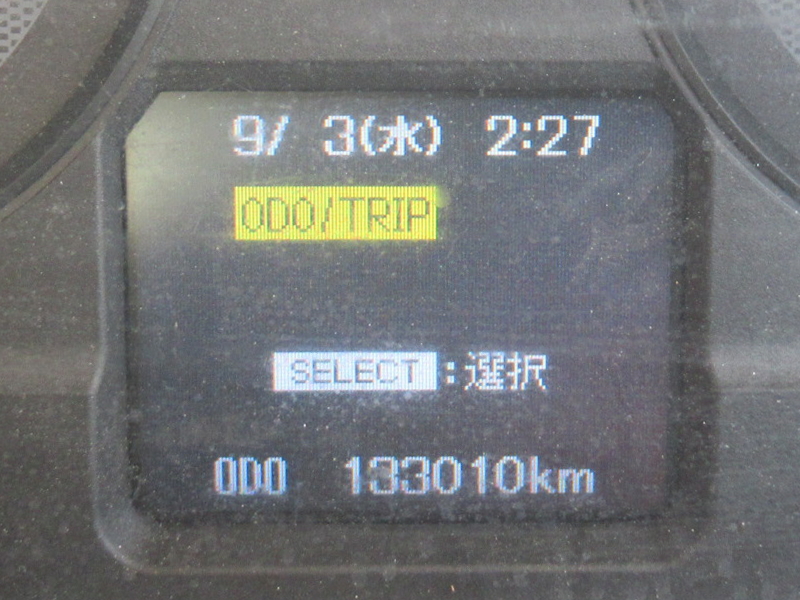 9/ 3(水) 2:27
ODO/TRIP
SELECT:選択
ODO 133010km